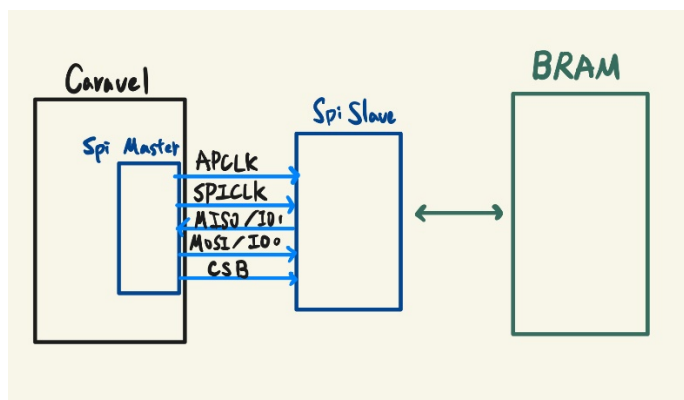 Caravel
BRAM
Spi Slave
Spi Master
APCLK
SPICLK
MISO/IO1
MOSI/IO0
CSB